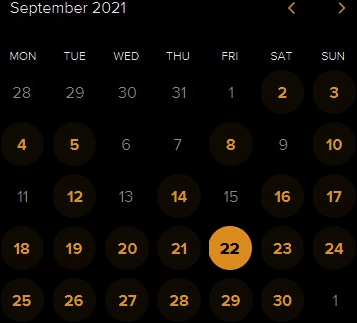 September 2021
MON TUE WED THU FRI SAT SUN
28 29 30 31 1 2 3
4 5 6 7 8 9 10
11 12 13 14 15 16 17
18 19 20 21 22 23 24
25 26 27 28 29 30 1